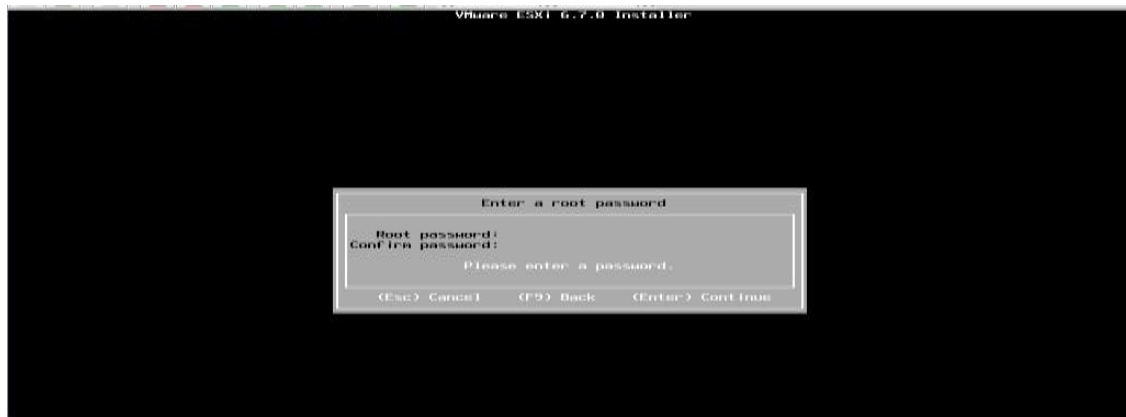 VMware ESXi 6.7.0 Installer
Enter a root password
Root password:
Confirm password:
Please enter a password.
(Esc) Cancel (F9) Back (Enter) Continue